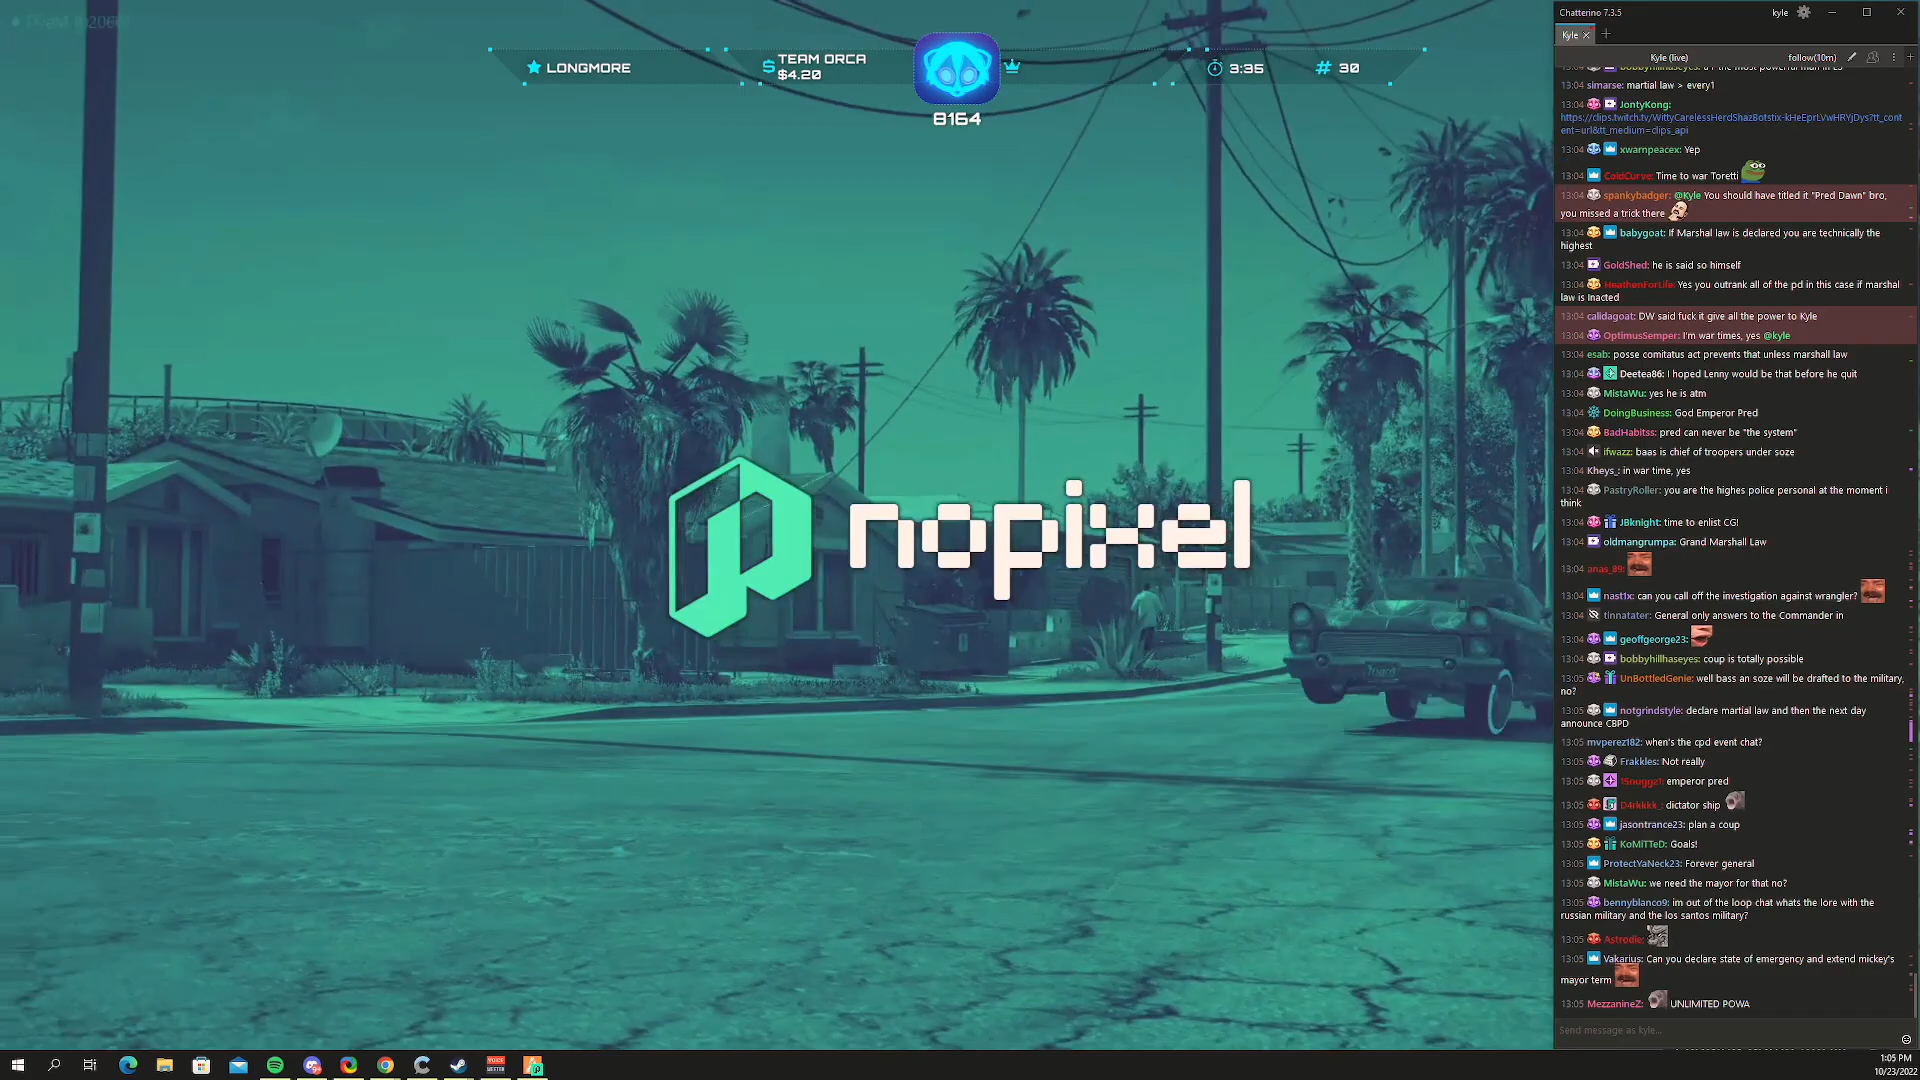 LONGMORE
TEAM ORCA
$4.20
8164
3:35
# 30
nopixel
Chatterino 7.3.5
kyle
Kyle
Kyle (live)
follow(10m)
simarse: martial law > every1
13:04 JontyKong:
https://clips.twitch.tv/WittyCarelessHerdShazBotstix-kHeEprLVwHRYjDys?tt_cont
ent=url&tt_medium=clips_api
13:04 xwarnpeacex: Yep
13:04 ColdCurve: Time to war Toretti
13:04 spankybadger: @Kyle You should have titled it "Pred Dawn" bro,
you missed a trick there
13:04 babygoat: If Marshal law is declared you are technically the
highest
13:04 GoldShed: he is said so himself
13:04 HeathenForLife: Yes you outrank all of the pd in this case if marshal
law is Inacted
13:04 calidagoat: DW said fuck it give all the power to Kyle
13:04 OptimusSemper: I'm war times, yes @kyle
13:04 esab: posse comitatus act prevents that unless marshall law
13:04 Deetea86: I hoped Lenny would be that before he quit
13:04 MistaWu: yes he is atm
13:04 DoingBusiness: God Emperor Pred
13:04 BadHabitss: pred can never be "the system"
13:04 ifwazz: baas is chief of troopers under soze
13:04 Kheys_: in war time, yes
13:04 PastryRoller: you are the highes police personal at the moment i
think
13:04 JBknight: time to enlist CG!
13:04 oldmangrumpa: Grand Marshall Law
13:04 anas_89:
13:04 nast1x: can you call off the investigation against wrangler?
13:04 tInnatater: General only answers to the Commander in
13:04 geoffgeorge23:
13:04 bobbyhillhaseyes: coup is totally possible
13:05 UnBottledGenie: well bass an soze will be drafted to the military,
no?
13:05 notgrindstyle: declare martial law and then the next day
announce CBPD
13:05 mvperez182: when's the cpd event chat?
13:05 Frakkles: Not really
13:05 15nuggz1: emperor pred
13:05 D4rkkkk_: dictator ship
13:05 jasontrance23: plan a coup
13:05 KoMiTTeD: Goals!
13:05 ProtectYaNeck23: Forever general
13:05 MistaWu: we need the mayor for that no?
13:05 bennyblanco9: im out of the loop chat whats the lore with the
russian military and the los santos military?
13:05 Astrodie:
13:05 Vakarius: Can you declare state of emergency and extend mickey's
mayor term
13:05 MezzanineZ: UNLIMITED POWA
Send message as kyle...
1:05 PM
10/23/2022